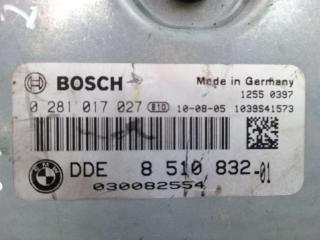 BOSCH
Made in Germany
1255 0397
0 281 017 027 810 10-08-05 1039S41573
BMW
DDE 8 510 832-01
030082554